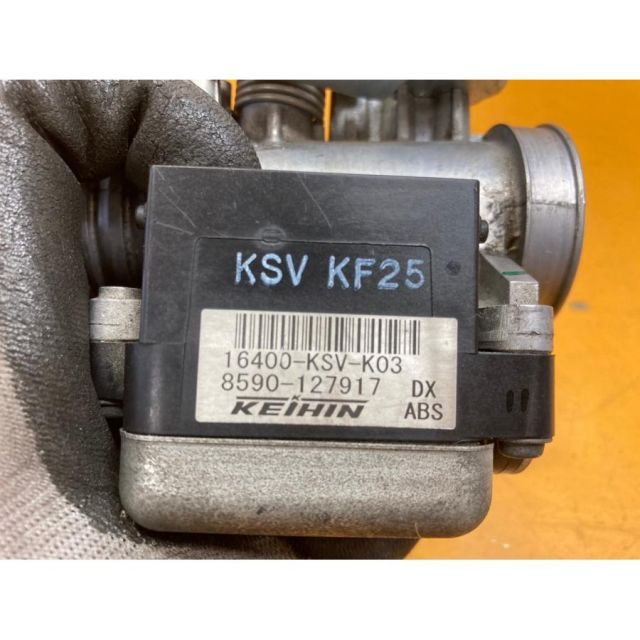 KSV KF25
16400-KSV-K03
8590-127917 DX
KEIHIN ABS